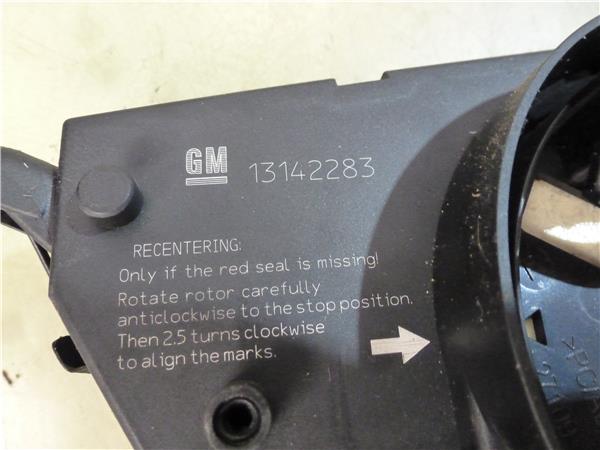 GM 13142283
RECENTERING:
Only if the red seal is missing!
Rotate rotor carefully
anticlockwise to the stop position.
Then 2.5 turns clockwise
to align the marks.